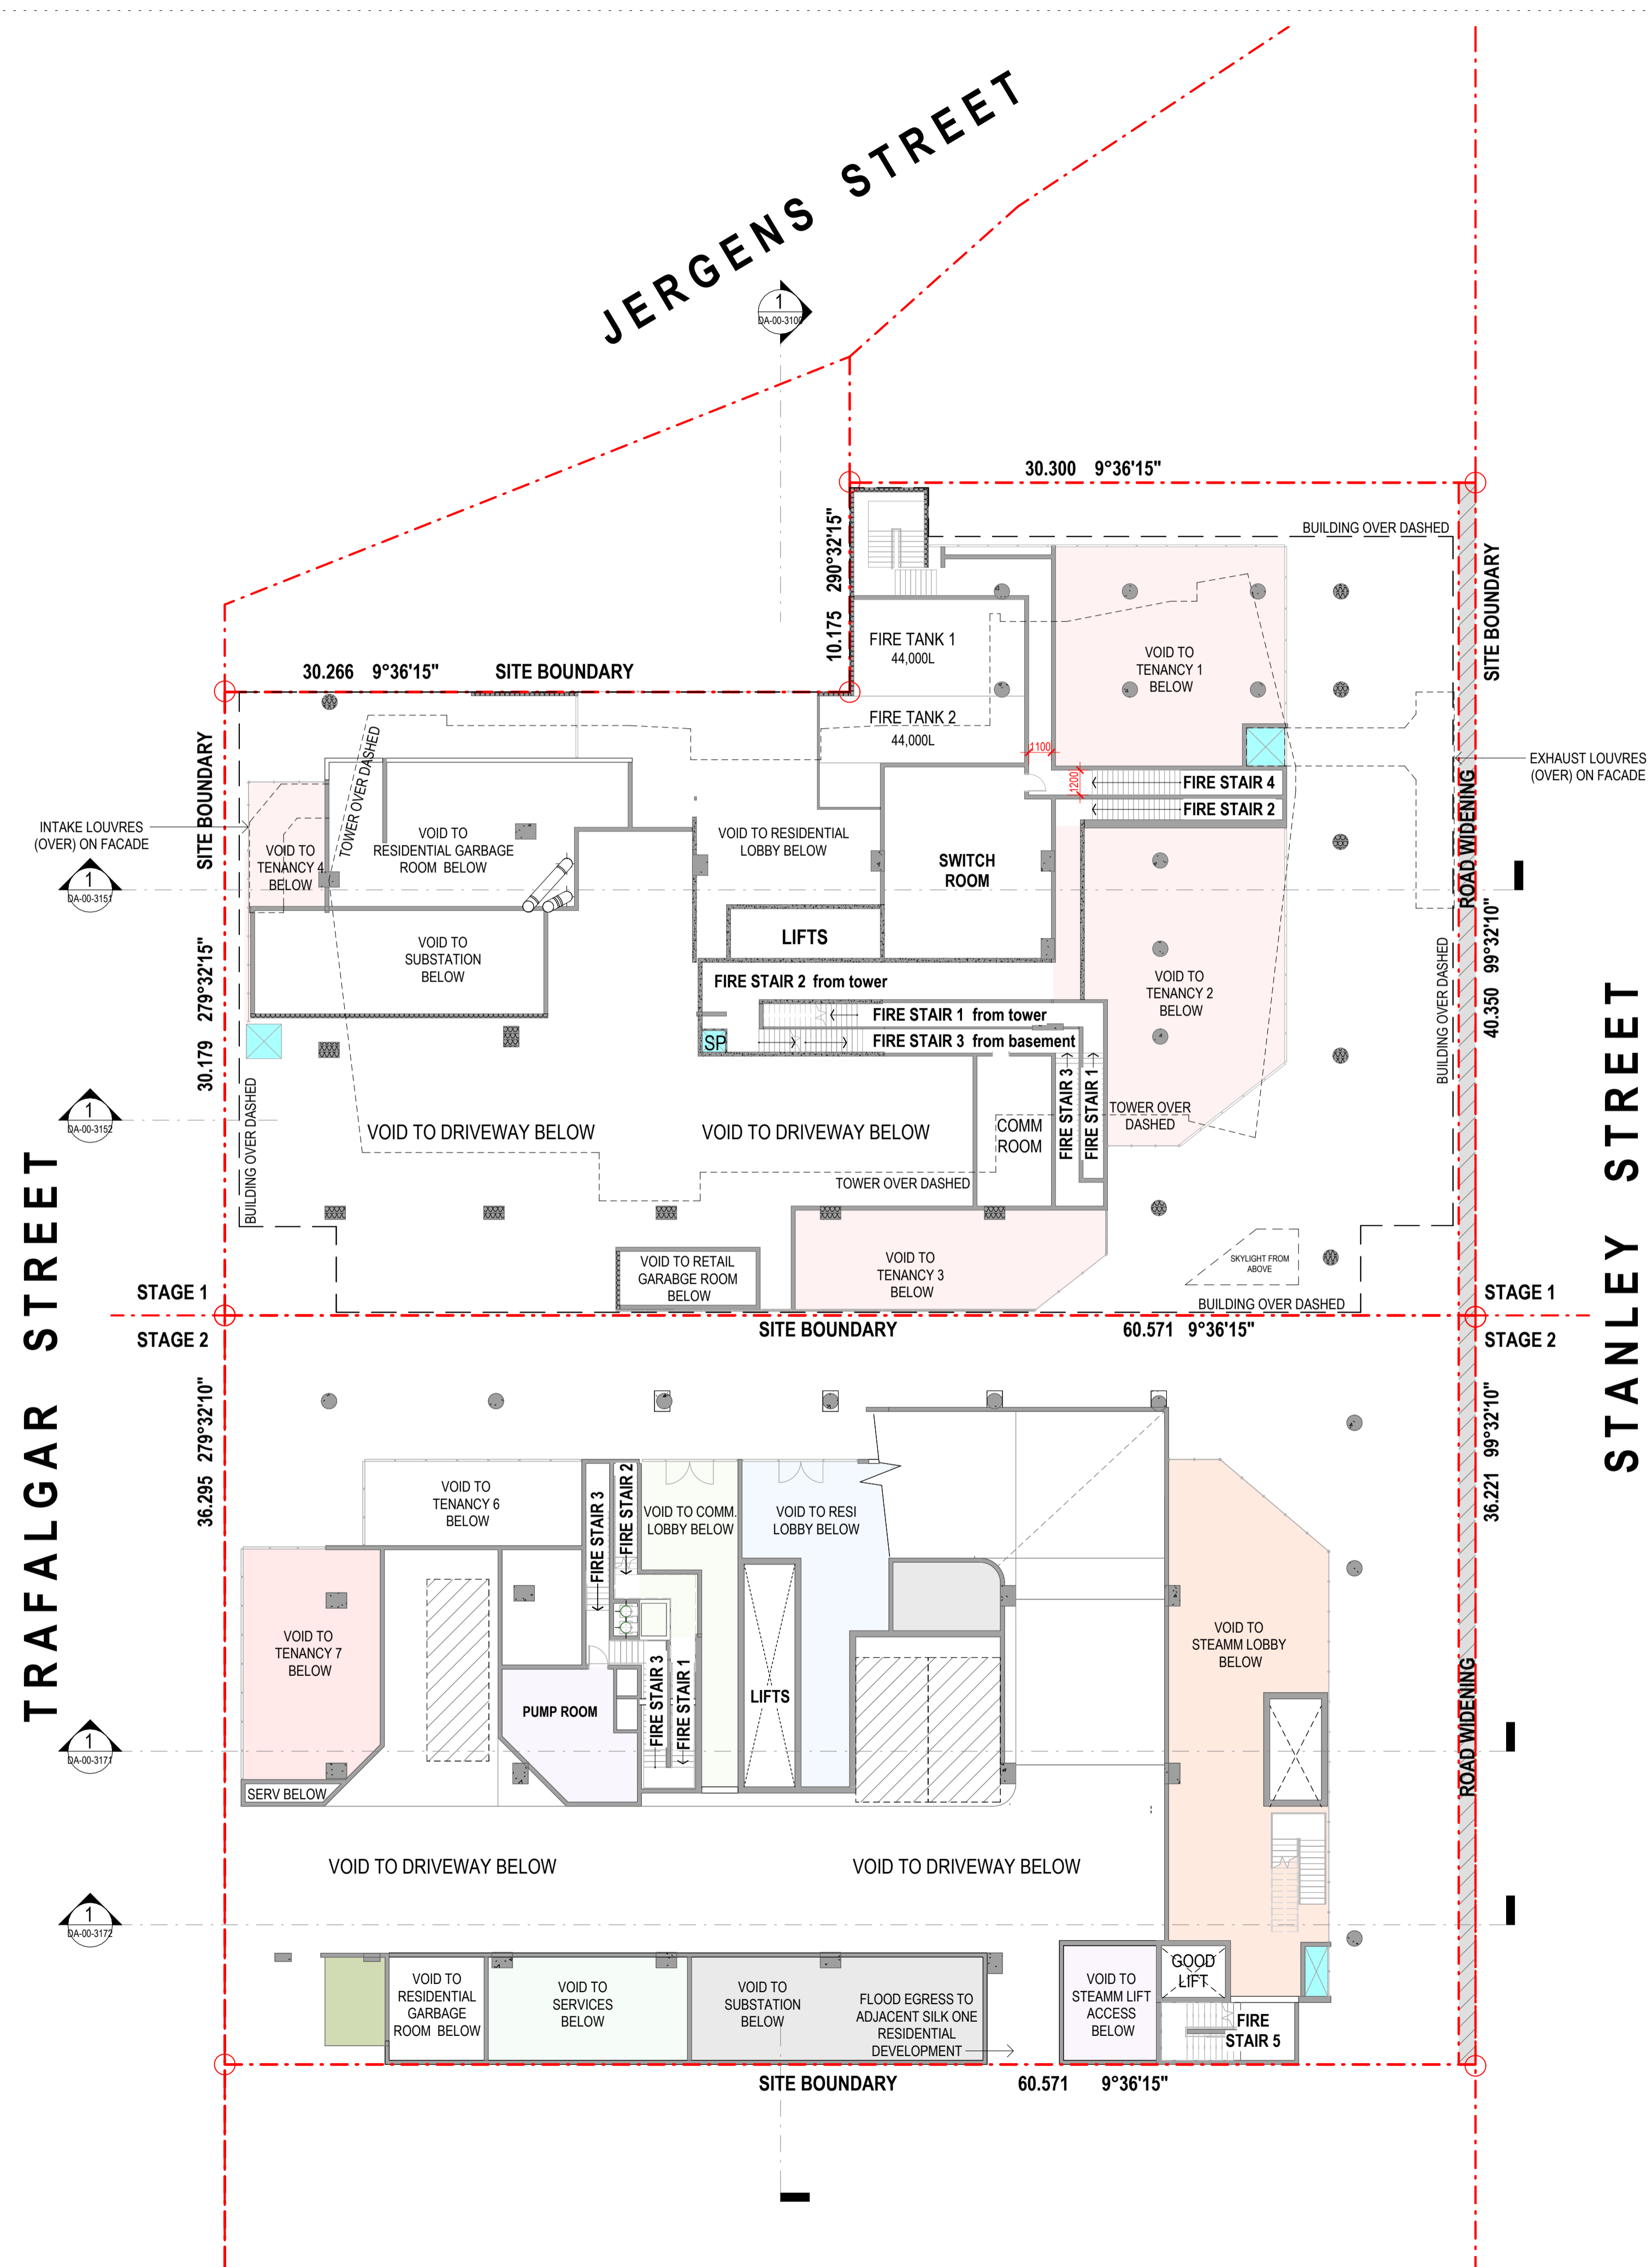 JERGENS STREET
1
DA-00-3100
30.300 9°36'15"
BUILDING OVER DASHED
10.175 290°32'15"
SITE BOUNDARY
FIRE TANK 1
44,000L
VOID TO
TENANCY 1
BELOW
30.266 9°36'15" SITE BOUNDARY
FIRE TANK 2
44,000L
SITE BOUNDARY
TOWER OVER DASHED
1100
1200
FIRE STAIR 4
FIRE STAIR 2
EXHAUST LOUVRES
(OVER) ON FACADE
ROAD WIDENING
INTAKE LOUVRES
(OVER) ON FACADE
VOID TO
TENANCY 4
BELOW
VOID TO
RESIDENTIAL GARBAGE
ROOM BELOW
VOID TO RESIDENTIAL
LOBBY BELOW
SWITCH
ROOM
1
DA-00-3151
VOID TO
SUBSTATION
BELOW
LIFTS
30.179 279°32'15"
40.350 99°32'10"
BUILDING OVER DASHED
FIRE STAIR 2 from tower
VOID TO
TENANCY 2
BELOW
FIRE STAIR 1 from tower
SP
FIRE STAIR 3 from basement
FIRE STAIR 3
FIRE STAIR 1
1
DA-00-3152
BUILDING OVER DASHED
VOID TO DRIVEWAY BELOW
VOID TO DRIVEWAY BELOW
COMM
ROOM
TOWER OVER
DASHED
TOWER OVER DASHED
VOID TO RETAIL
GARABGE ROOM
BELOW
VOID TO
TENANCY 3
BELOW
SKYLIGHT FROM
ABOVE
BUILDING OVER DASHED
TRAFALGAR STREET
STANLEY STREET
STAGE 1
STAGE 1
SITE BOUNDARY 60.571 9°36'15"
STAGE 2
STAGE 2
36.295 279°32'10"
36.221 99°32'10"
VOID TO
TENANCY 6
BELOW
FIRE STAIR 3
FIRE STAIR 2
VOID TO COMM.
LOBBY BELOW
VOID TO RESI
LOBBY BELOW
VOID TO
TENANCY 7
BELOW
VOID TO
STEAMM LOBBY
BELOW
PUMP ROOM
FIRE STAIR 3
FIRE STAIR 1
LIFTS
ROAD WIDENING
1
DA-00-3171
SERV BELOW
VOID TO DRIVEWAY BELOW
VOID TO DRIVEWAY BELOW
1
DA-00-3172
VOID TO
RESIDENTIAL
GARBAGE
ROOM BELOW
VOID TO
SERVICES
BELOW
VOID TO
SUBSTATION
BELOW
FLOOD EGRESS TO
ADJACENT SILK ONE
RESIDENTIAL
DEVELOPMENT
VOID TO
STEAMM LIFT
ACCESS
BELOW
GOOD
LIFT
FIRE
STAIR 5
SITE BOUNDARY 60.571 9°36'15"